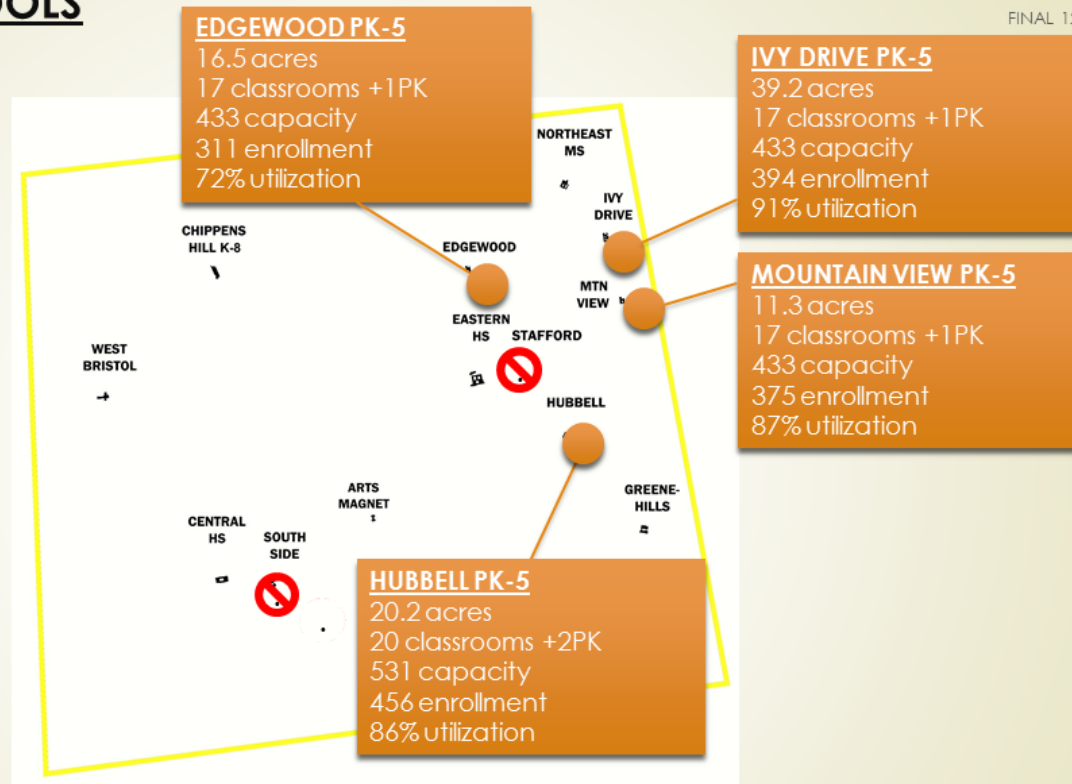 FINAL
EDGEWOOD PK-5
16.5 acres
17 classrooms +1PK
433 capacity
311 enrollment
72% utilization
IVY DRIVE PK-5
39.2 acres
17 classrooms +1PK
433 capacity
394 enrollment
91% utilization
NORTHEAST
MS
IVY
DRIVE
CHIPPENS
HILL K-8
EDGEWOOD
MTN
VIEW
MOUNTAIN VIEW PK-5
11.3 acres
17 classrooms +1PK
433 capacity
375 enrollment
87% utilization
EASTERN
HS
STAFFORD
WEST
BRISTOL
HUBBELL
ARTS
MAGNET
GREENE-
HILLS
CENTRAL
HS
SOUTH
SIDE
HUBBELL PK-5
20.2 acres
20 classrooms +2PK
531 capacity
456 enrollment
86% utilization